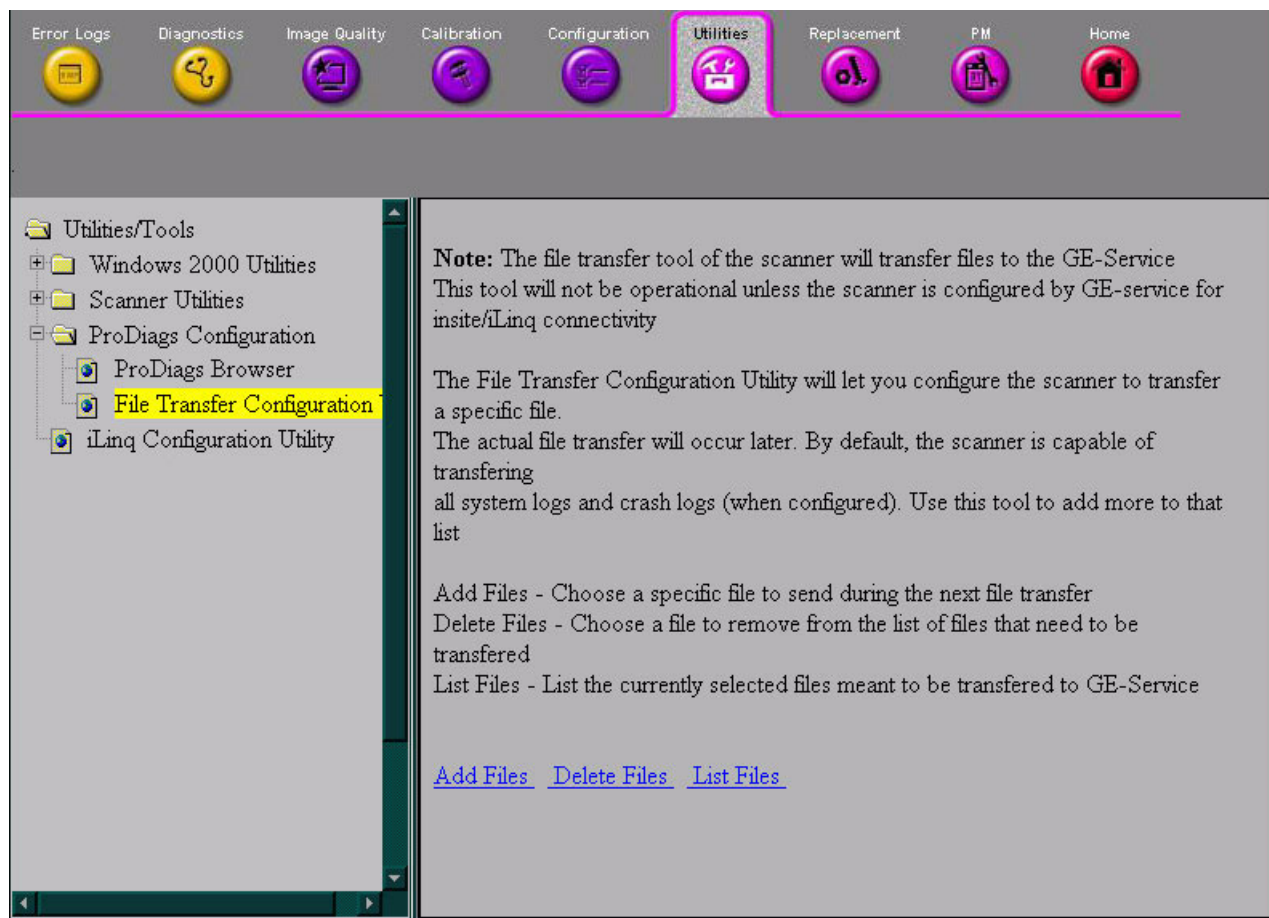 Error Logs
Diagnostics
Image Quality
Calibration
Configuration
Utilities
Replacement
PM
Home
Utilities/Tools
Windows 2000 Utilities
Scanner Utilities
ProDiags Configuration
ProDiags Browser
File Transfer Configuration
iLinq Configuration Utility
Note: The file transfer tool of the scanner will transfer files to the GE-Service
This tool will not be operational unless the scanner is configured by GE-service for
insite/iLinq connectivity
The File Transfer Configuration Utility will let you configure the scanner to transfer
a specific file.
The actual file transfer will occur later. By default, the scanner is capable of
transfering
all system logs and crash logs (when configured). Use this tool to add more to that
list
Add Files - Choose a specific file to send during the next file transfer
Delete Files - Choose a file to remove from the list of files that need to be
transfered
List Files - List the currently selected files meant to be transfered to GE-Service
Add Files Delete Files List Files